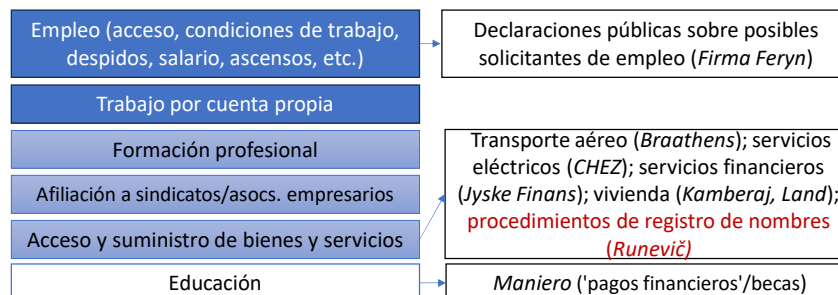 Empleo (acceso, condiciones de trabajo,
despidos, salario, ascensos, etc.)
Declaraciones públicas sobre posibles
solicitantes de empleo (Firma Feryn)
Trabajo por cuenta propia
Formación profesional
Afiliación a sindicatos/asocs. empresarios
Acceso y suministro de bienes y servicios
Transporte aéreo (Braathens); servicios
eléctricos (CHEZ); servicios financieros
(Jyske Finans); vivienda (Kamberaj, Land);
procedimientos de registro de nombres
(Runevič)
Educación
Maniero ('pagos financieros'/becas)